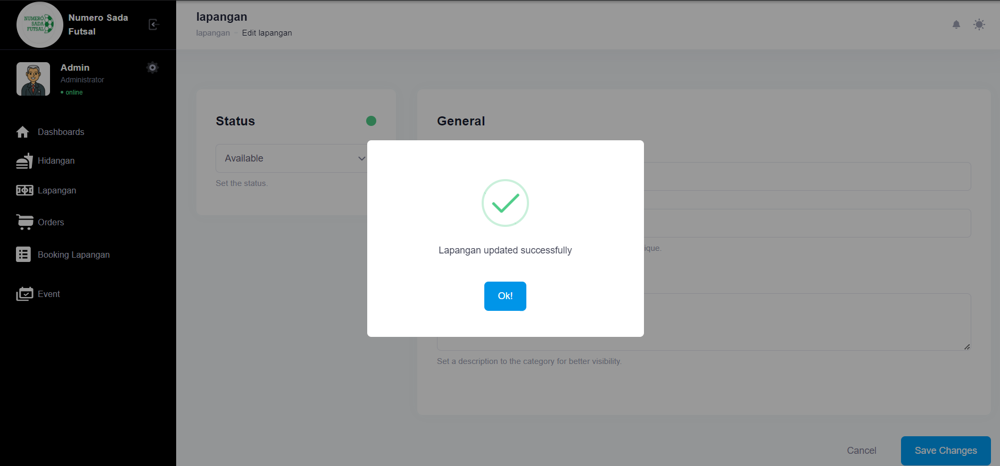 NUMERO
SADA
FUTSAL
Numero Sada
Futsal
Admin
Administrator
online
Dashboards
Hidangan
Lapangan
Orders
Booking Lapangan
Event
lapangan
lapangan - Edit lapangan
Status
Available
Set the status.
General
ique.
Set a description to the category for better visibility.
Lapangan updated successfully
Ok!
Cancel
Save Changes